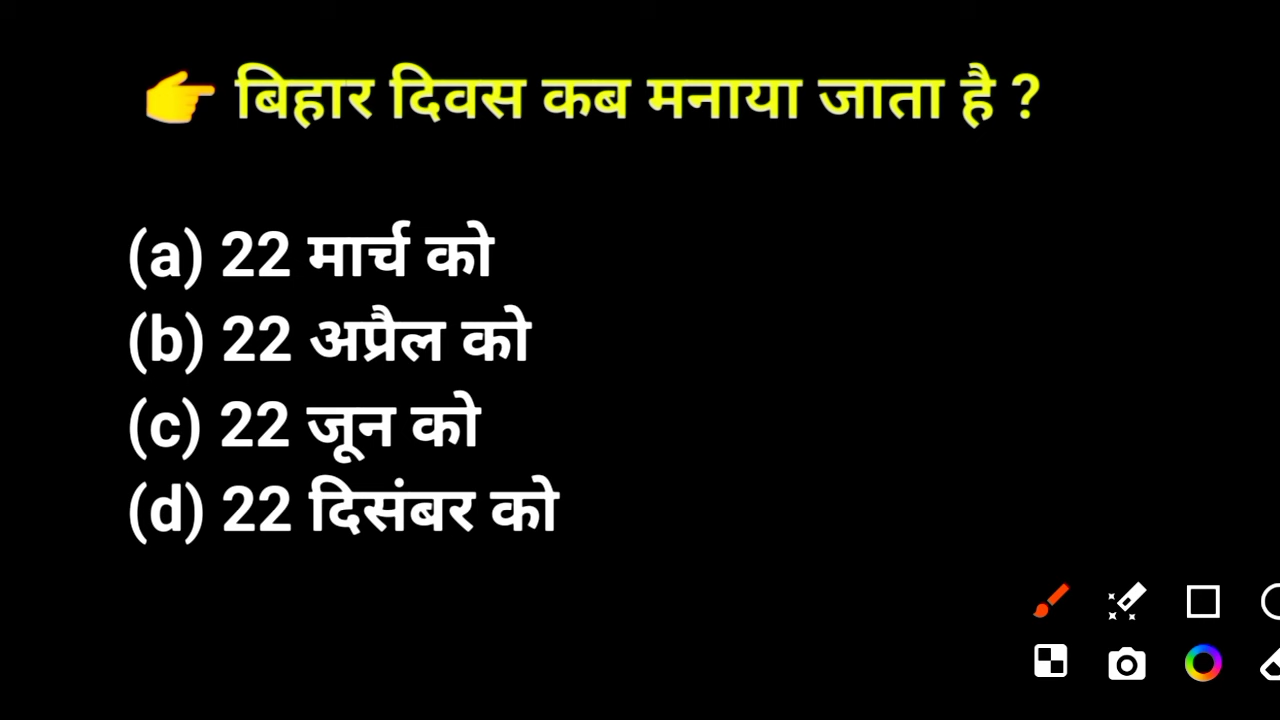 👉 बिहार दिवस कब मनाया जाता है ?
(a) 22 मार्च को
(b) 22 अप्रैल को
(c) 22 जून को
(d) 22 दिसंबर को